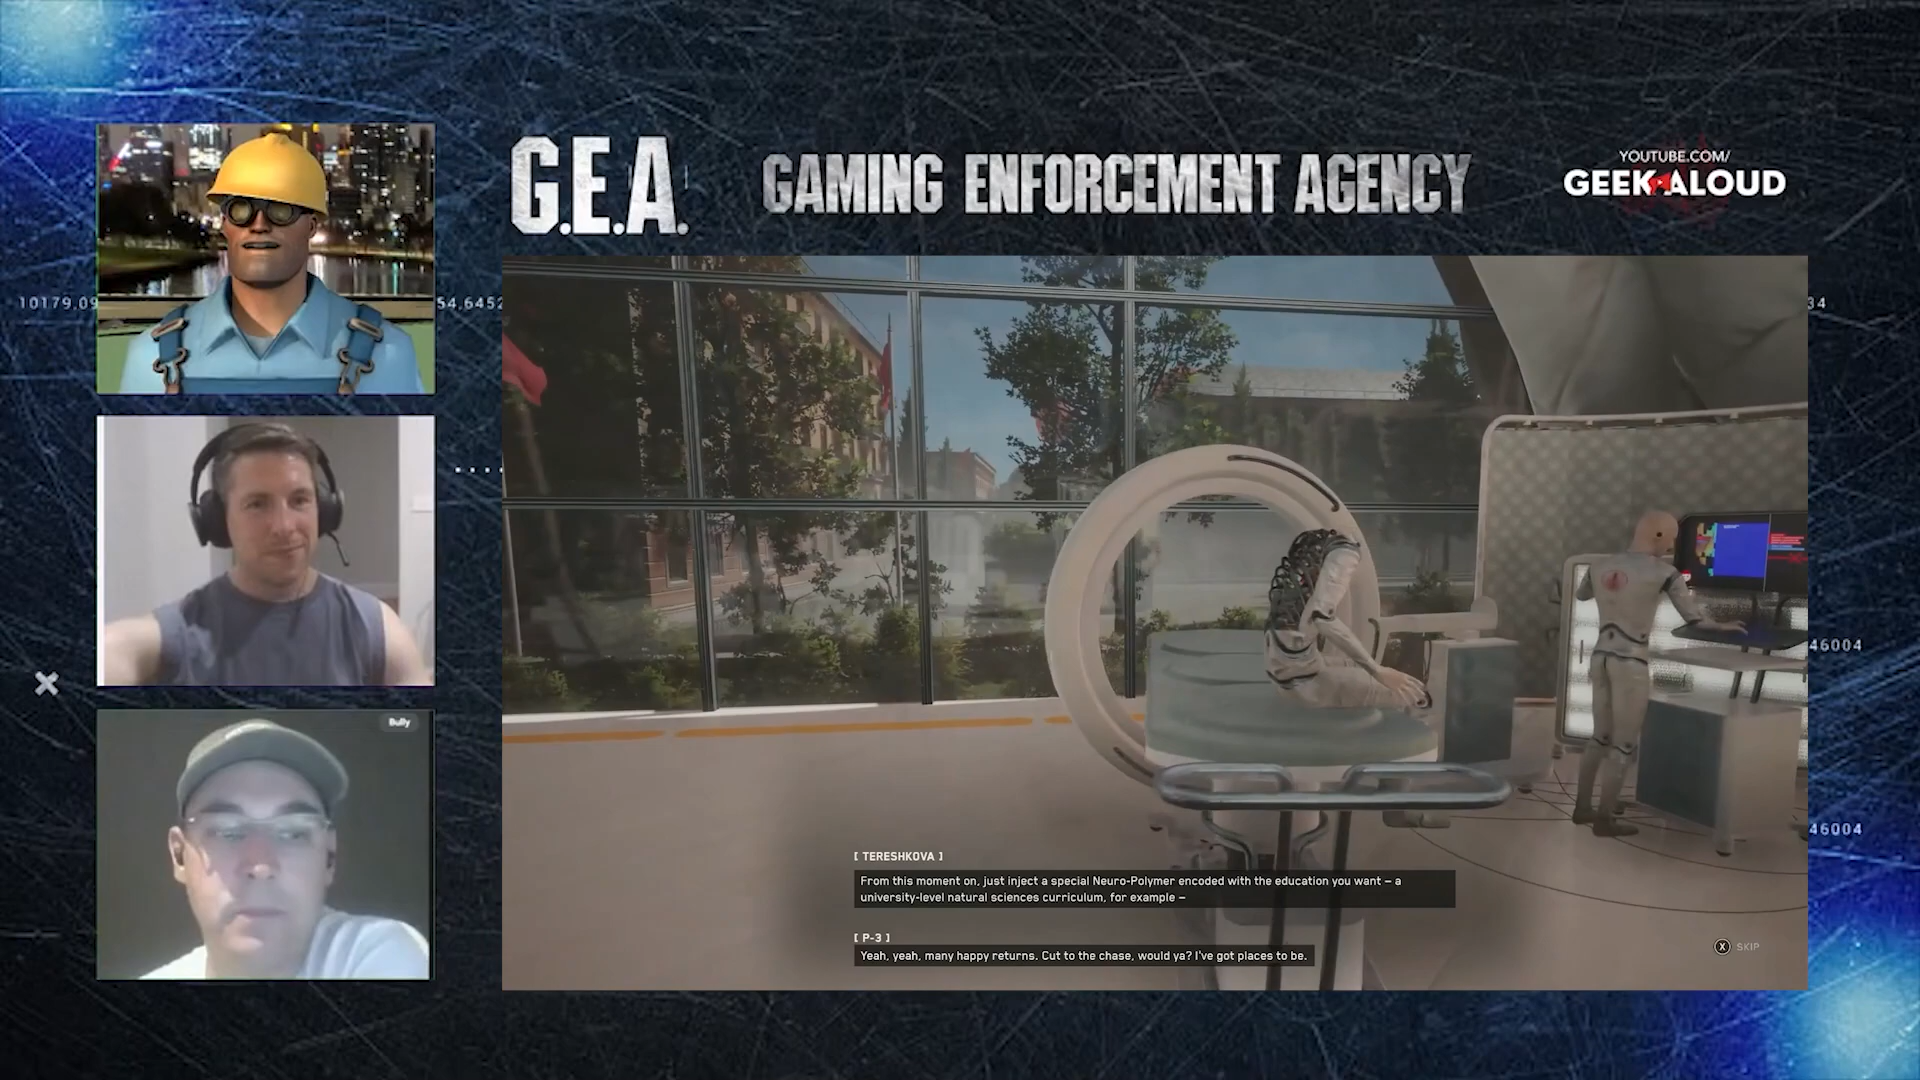 G.E.A.
GAMING ENFORCEMENT AGENCY
YOUTUBE.COM/
GEEK ALOUD
10179,09
54,6452
34
Bully
46004
46004
[ TERESHKOVA ]
From this moment on, just inject a special Neuro-Polymer encoded with the education you want – a
university-level natural sciences curriculum, for example –
[ P-3 ]
Yeah, yeah, many happy returns. Cut to the chase, would ya? I've got places to be.
X SKIP